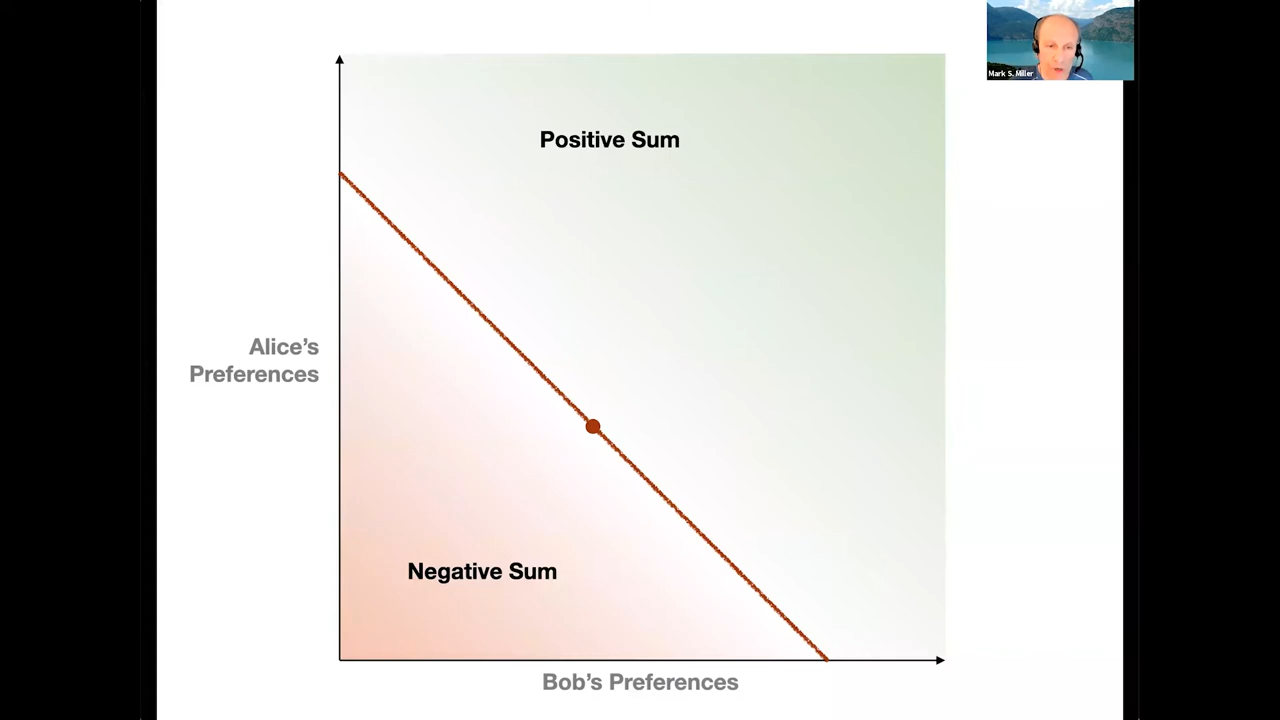 Mark S. Miller
Positive Sum
Alice's
Preferences
Negative Sum
Bob's Preferences